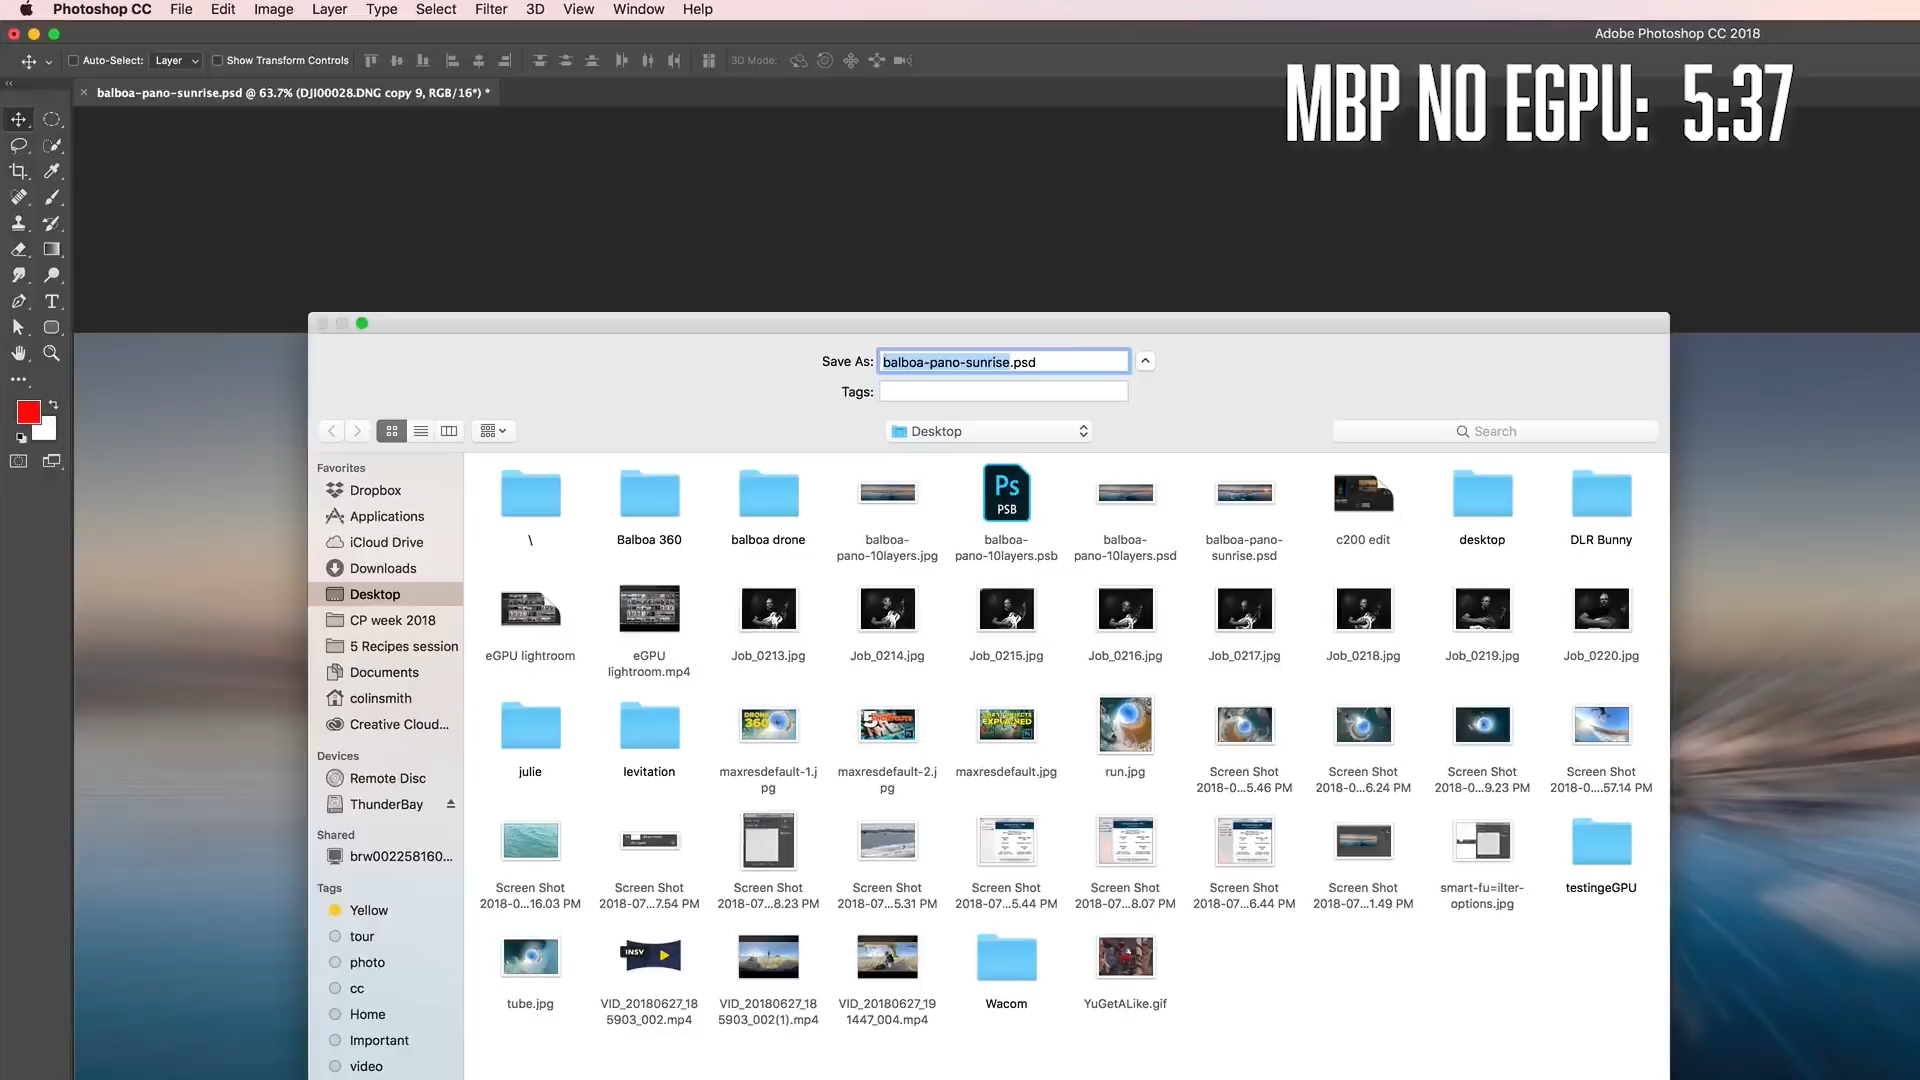 Photoshop CC File Edit Image Layer Type Select Filter 3D View Window Help
Adobe Photoshop CC 2018
Auto-Select: Layer Show Transform Controls 3D Mode:
balboa-pano-sunrise.psd @ 63.7% (DJI00028.DNG copy 9, RGB/16*) *
MBP NO EGPU: 5:37
Save As: balboa-pano-sunrise.psd
Tags:
Desktop
Search
Favorites
Dropbox
Applications
iCloud Drive
Downloads
Desktop
CP week 2018
5 Recipes session
Documents
colinsmith
Creative Cloud...
Devices
Remote Disc
ThunderBay
Shared
brw002258160...
Tags
Yellow
tour
photo
cc
Home
Important
video
\
Balboa 360
balboa drone
balboa-
pano-10layers.jpg
Ps
PSB
balboa-
pano-10layers.psb
balboa-
pano-10layers.psd
balboa-pano-
sunrise.psd
c200 edit
desktop
DLR Bunny
eGPU lightroom
eGPU
lightroom.mp4
Job_0213.jpg
Job_0214.jpg
Job_0215.jpg
Job_0216.jpg
Job_0217.jpg
Job_0218.jpg
Job_0219.jpg
Job_0220.jpg
julie
levitation
DRONE
360
maxresdefault-1.j
pg
maxresdefault-2.j
pg
EXPLAINED
maxresdefault.jpg
run.jpg
Screen Shot
2018-0...5.46 PM
Screen Shot
2018-0...6.24 PM
Screen Shot
2018-0...9.23 PM
Screen Shot
2018-0....57.14 PM
Screen Shot
2018-0...16.03 PM
Screen Shot
2018-07...7.54 PM
Screen Shot
2018-07...8.23 PM
Screen Shot
2018-07...5.31 PM
Screen Shot
2018-07...5.44 PM
Screen Shot
2018-07...8.07 PM
Screen Shot
2018-07...6.44 PM
Screen Shot
2018-07...1.49 PM
smart-fu=ilter-
options.jpg
testingeGPU
tube.jpg
INSV
VID_20180627_18
5903_002.mp4
VID_20180627_18
5903_002(1).mp4
VID_20180627_19
1447_004.mp4
Wacom
YuGetALike.gif